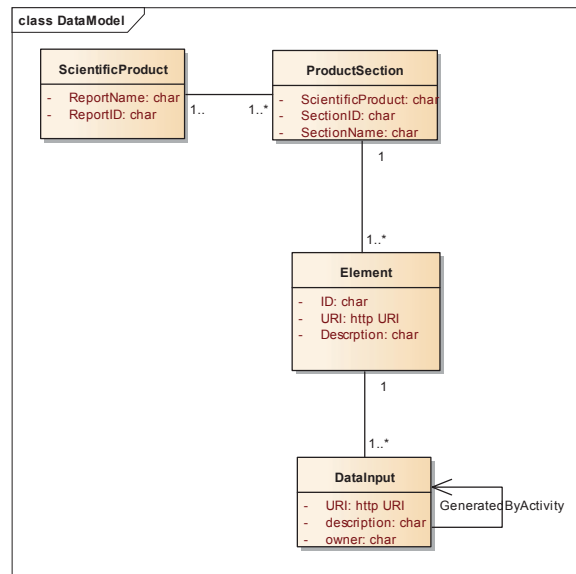 class DataModel
ScientificProduct
- ReportName: char
- ReportID: char
1..
1..*
ProductSection
- ScientificProduct: char
- SectionID: char
- SectionName: char
1
1..*
Element
- ID: char
- URI: http URI
- Descrption: char
1
1..*
DataInput
- URI: http URI
- description: char
- owner: char
GeneratedByActivity